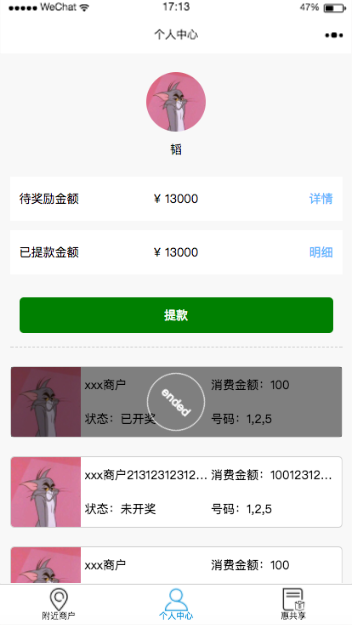 ●●●●● WeChat 17:13 47%
个人中心
韬
待奖励金额 ¥ 13000 详情
已提款金额 ¥ 13000 明细
提款
xxx商户 消费金额：100
状态：已开奖 号码：1,2,5
ended
xxx商户21312312312... 消费金额：10012312...
状态：未开奖 号码：1,2,5
xxx商户 消费金额：100
附近商户 个人中心 惠共享